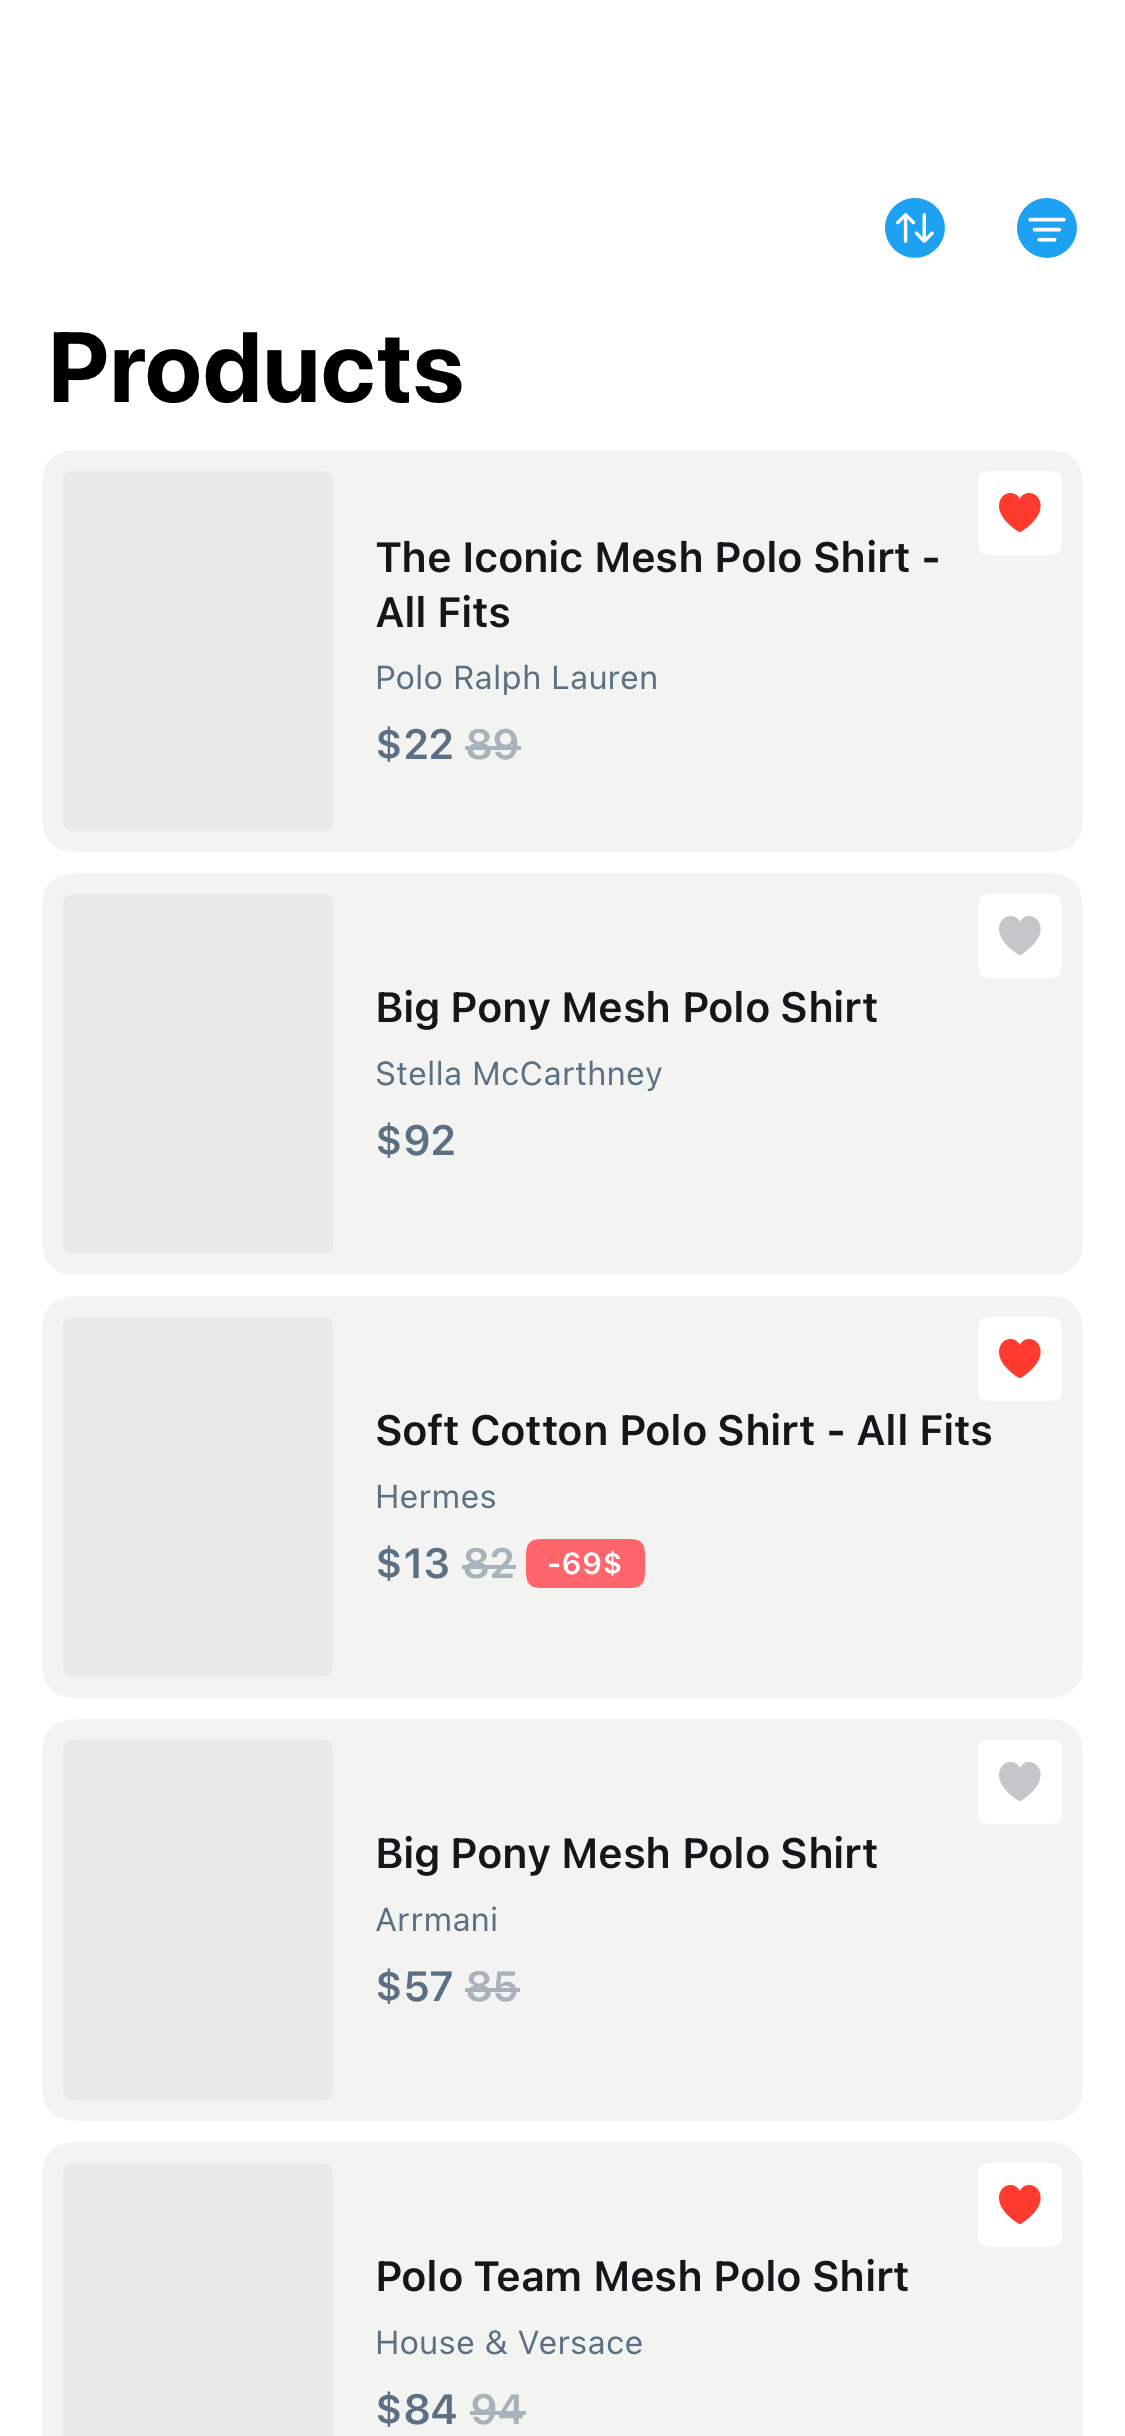 Products
The Iconic Mesh Polo Shirt -
All Fits
Polo Ralph Lauren
$22 89
Big Pony Mesh Polo Shirt
Stella McCarthney
$92
Soft Cotton Polo Shirt - All Fits
Hermes
$13 82 -69$
Big Pony Mesh Polo Shirt
Arrmani
$57 85
Polo Team Mesh Polo Shirt
House & Versace
$84 94